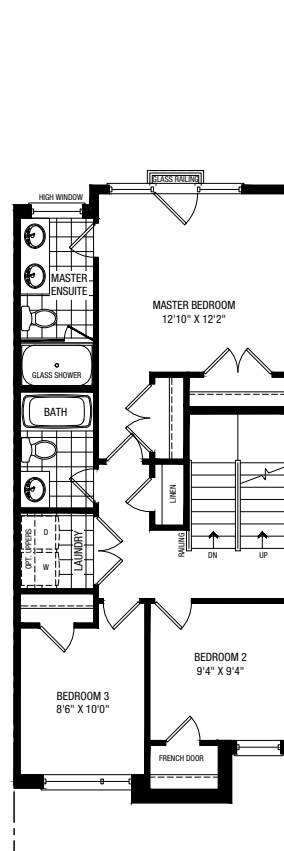 GLASS RAILING
HIGH WINDOW
MASTER
ENSUITE
MASTER BEDROOM
12'10" X 12'2"
GLASS SHOWER
BATH
LINEN
OPT. UPPERS
D
W
LAUNDRY
RAILING
DN
UP
BEDROOM 2
9'4" X 9'4"
BEDROOM 3
8'6" X 10'0"
FRENCH DOOR